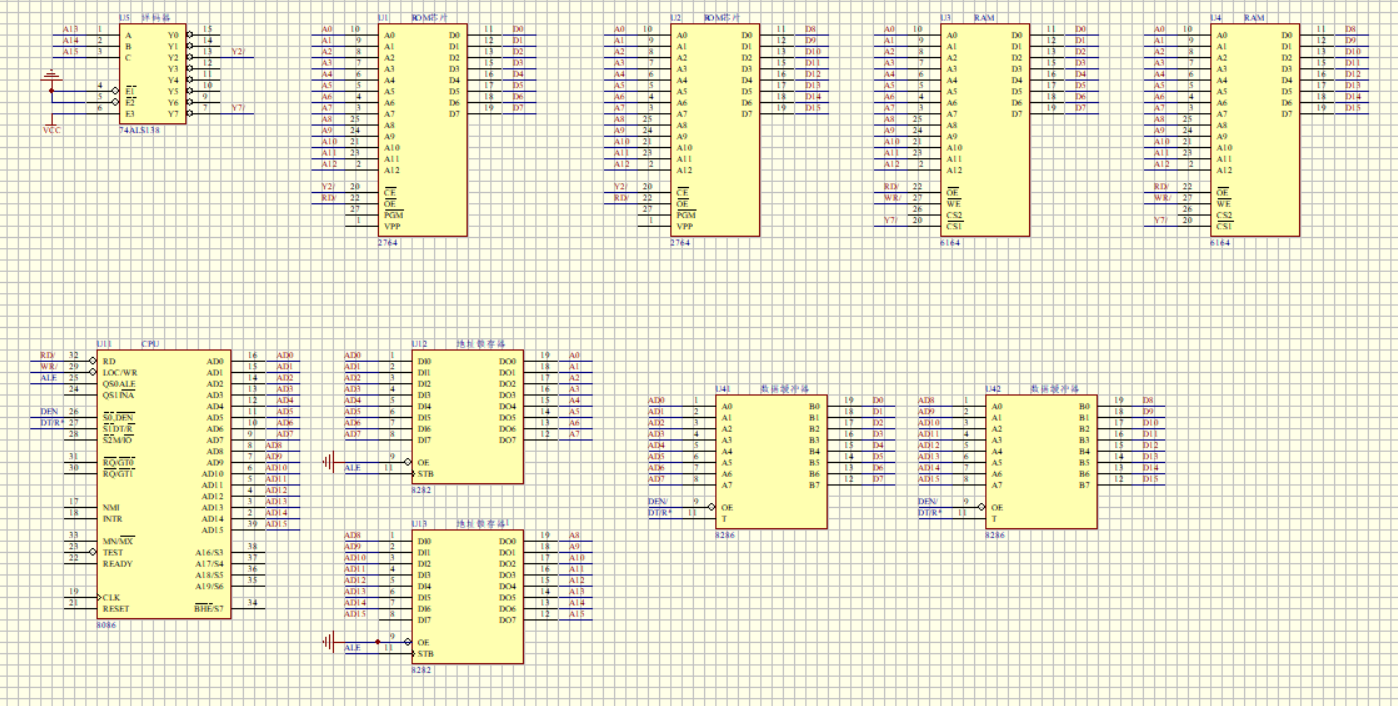 U5 译码器
A13 1 A Y0 15
A14 2 B Y1 14
A15 3 C Y2 13 Y2/
Y3 12
Y4 11
4 E1 Y5 10
5 E2 Y6 9
6 E3 Y7 7 Y7/
VCC
74ALS138
U1 ROM芯片
A0 10 A0 D0 11 D0
A1 9 A1 D1 12 D1
A2 8 A2 D2 13 D2
A3 7 A3 D3 15 D3
A4 6 A4 D4 16 D4
A5 5 A5 D5 17 D5
A6 4 A6 D6 18 D6
A7 3 A7 D7 19 D7
A8 25 A8
A9 24 A9
A10 21 A10
A11 23 A11
A12 2 A12
Y2/ 20 CE
RD/ 22 OE
27 PGM
1 VPP
2764
U2 ROM芯片
A0 10 A0 D0 11 D8
A1 9 A1 D1 12 D9
A2 8 A2 D2 13 D10
A3 7 A3 D3 15 D11
A4 6 A4 D4 16 D12
A5 5 A5 D5 17 D13
A6 4 A6 D6 18 D14
A7 3 A7 D7 19 D15
A8 25 A8
A9 24 A9
A10 21 A10
A11 23 A11
A12 2 A12
Y2/ 20 CE
RD/ 22 OE
27 PGM
1 VPP
2764
U3 RAM
A0 10 A0 D0 11 D0
A1 9 A1 D1 12 D1
A2 8 A2 D2 13 D2
A3 7 A3 D3 15 D3
A4 6 A4 D4 16 D4
A5 5 A5 D5 17 D5
A6 4 A6 D6 18 D6
A7 3 A7 D7 19 D7
A8 25 A8
A9 24 A9
A10 21 A10
A11 23 A11
A12 2 A12
RD/ 22 OE
WR/ 27 WE
26 CS2
Y7/ 20 CS1
6164
U4 RAM
A0 10 A0 D0 11 D8
A1 9 A1 D1 12 D9
A2 8 A2 D2 13 D10
A3 7 A3 D3 15 D11
A4 6 A4 D4 16 D12
A5 5 A5 D5 17 D13
A6 4 A6 D6 18 D14
A7 3 A7 D7 19 D15
A8 25 A8
A9 24 A9
A10 21 A10
A11 23 A11
A12 2 A12
RD/ 22 OE
WR/ 27 WE
26 CS2
Y7/ 20 CS1
6164
U11 CPU
RD/ 32 RD AD0 16 AD0
WR/ 29 LOC/WR AD1 15 AD1
ALE 25 QS0ALE AD2 14 AD2
24 QS1INA AD3 13 AD3
AD4 12 AD4
DEN 26 S0_DEN AD5 11 AD5
DT/R* 27 S1DT/R AD6 10 AD6
28 S2M/IO AD7 9 AD7
AD8 8 AD8
31 RQ/GT0 AD9 7 AD9
30 RQ/GT1 AD10 6 AD10
AD11 5 AD11
AD12 4 AD12
17 NMI AD13 3 AD13
18 INTR AD14 2 AD14
AD15 39 AD15
33 MN/MX
23 TEST A16/S3 38
22 READY A17/S4 37
A18/S5 36
A19/S6 35
19 CLK
21 RESET BHE/S7 34
8086
U12 地址锁存器
AD0 1 DI0 DO0 19 A0
AD1 2 DI1 DO1 18 A1
AD2 3 DI2 DO2 17 A2
AD3 4 DI3 DO3 16 A3
AD4 5 DI4 DO4 15 A4
AD5 6 DI5 DO5 14 A5
AD6 7 DI6 DO6 13 A6
AD7 8 DI7 DO7 12 A7
9 OE
ALE 11 STB
8282
U13 地址锁存器1
AD8 1 DI0 DO0 19 A8
AD9 2 DI1 DO1 18 A9
AD10 3 DI2 DO2 17 A10
AD11 4 DI3 DO3 16 A11
AD12 5 DI4 DO4 15 A12
AD13 6 DI5 DO5 14 A13
AD14 7 DI6 DO6 13 A14
AD15 8 DI7 DO7 12 A15
9 OE
ALE 11 STB
8282
U41 数据缓冲器
AD0 1 A0 B0 19 D0
AD1 2 A1 B1 18 D1
AD2 3 A2 B2 17 D2
AD3 4 A3 B3 16 D3
AD4 5 A4 B4 15 D4
AD5 6 A5 B5 14 D5
AD6 7 A6 B6 13 D6
AD7 8 A7 B7 12 D7
DEN/ 9 OE
DT/R* 11 T
8286
U42 数据缓冲器
AD8 1 A0 B0 19 D8
AD9 2 A1 B1 18 D9
AD10 3 A2 B2 17 D10
AD11 4 A3 B3 16 D11
AD12 5 A4 B4 15 D12
AD13 6 A5 B5 14 D13
AD14 7 A6 B6 13 D14
AD15 8 A7 B7 12 D15
DEN/ 9 OE
DT/R* 11 T
8286